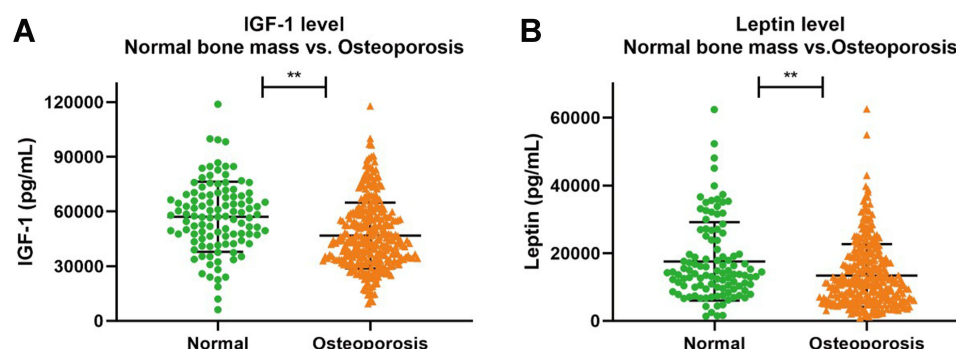 A
IGF-1 level
Normal bone mass vs. Osteoporosis
**
IGF-1 (pg/mL)
120000
90000
60000
30000
0
Normal
Osteoporosis
B
Leptin level
Normal bone mass vs.Osteoporosis
**
Leptin (pg/mL)
60000
40000
20000
0
Normal
Osteoporosis